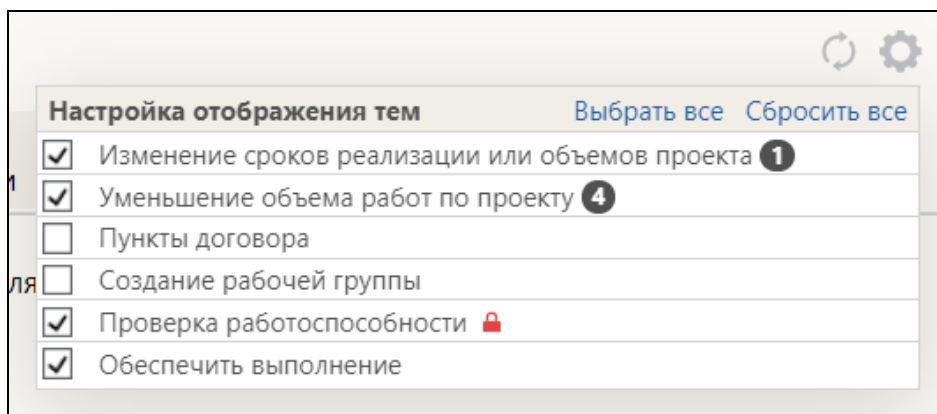 Настройка отображения тем Выбрать все Сбросить все
Изменение сроков реализации или объемов проекта 1
Уменьшение объема работ по проекту 4
Пункты договора
Создание рабочей группы
ля
Проверка работоспособности
Обеспечить выполнение